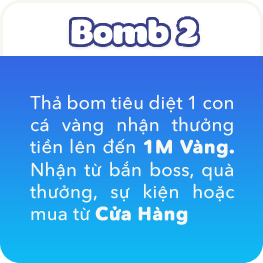 Bomb 2
Thả bom tiêu diệt 1 con
cá vàng nhận thưởng
tiền lên đến 1M Vàng.
Nhận từ bắn boss, quà
thưởng, sự kiện hoặc
mua từ Cửa Hàng